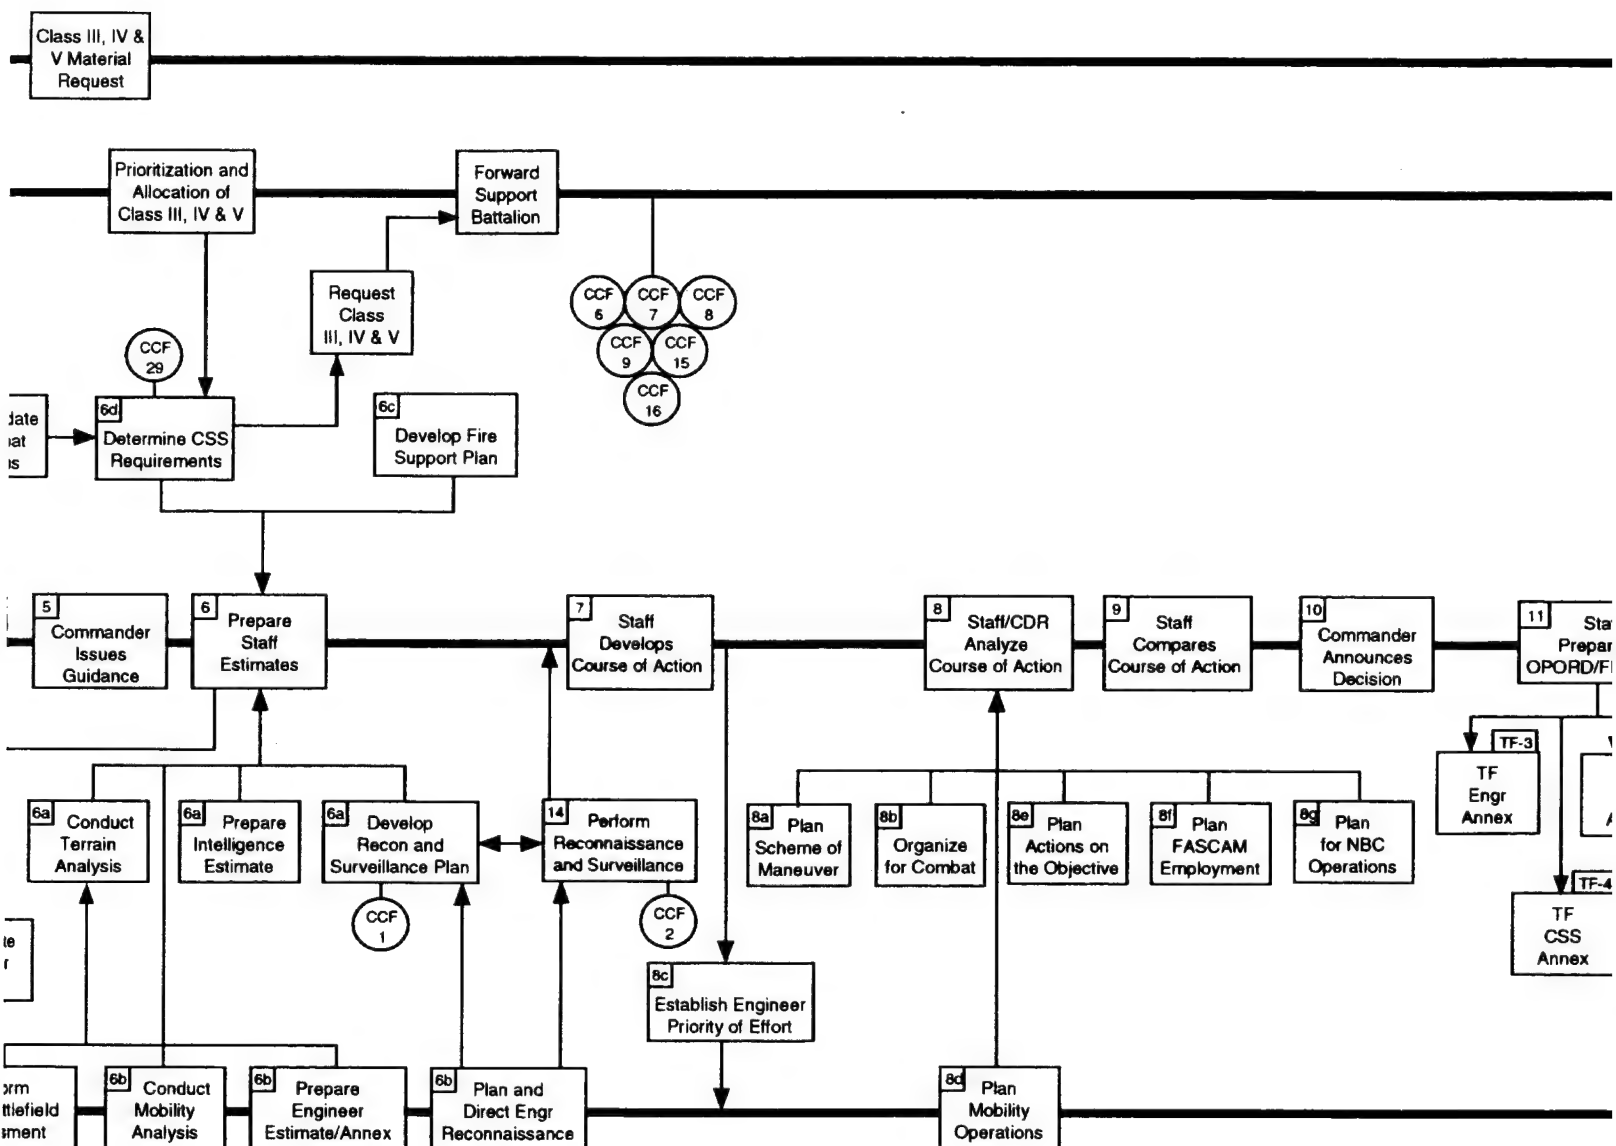 Class III, IV &
V Material
Request
Prioritization and
Allocation of
Class III, IV & V
Forward
Support
Battalion
Request
Class
III, IV & V
CCF
6
CCF
7
CCF
8
CCF
9
CCF
15
CCF
16
CCF
29
6d
Determine CSS
Requirements
6c
Develop Fire
Support Plan
5
Commander
Issues
Guidance
6
Prepare
Staff
Estimates
7
Staff
Develops
Course of Action
8
Staff/CDR
Analyze
Course of Action
9
Staff
Compares
Course of Action
10
Commander
Announces
Decision
11
OPORD/
6a
Conduct
Terrain
Analysis
6a
Prepare
Intelligence
Estimate
6a
Develop
Recon and
Surveillance Plan
14
Perform
Reconnaissance
and Surveillance
8a
Plan
Scheme of
Maneuver
8b
Organize
for Combat
8e
Plan
Actions on
the Objective
8f
Plan
FASCAM
Employment
8g
Plan
for NBC
Operations
TF-3
TF
Engr
Annex
TF-4
TF
CSS
Annex
CCF
1
CCF
2
8c
Establish Engineer
Priority of Effort
6b
Conduct
Mobility
Analysis
6b
Prepare
Engineer
Estimate/Annex
6b
Plan and
Direct Engr
Reconnaissance
8d
Plan
Mobility
Operations